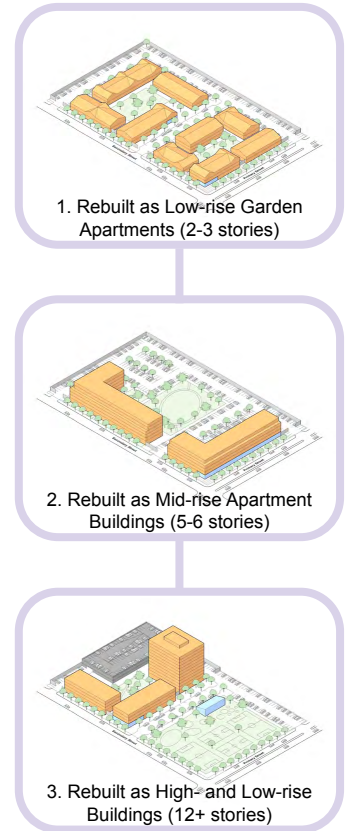 1. Rebuilt as Low-rise Garden
Apartments (2-3 stories)
2. Rebuilt as Mid-rise Apartment
Buildings (5-6 stories)
3. Rebuilt as High- and Low-rise
Buildings (12+ stories)